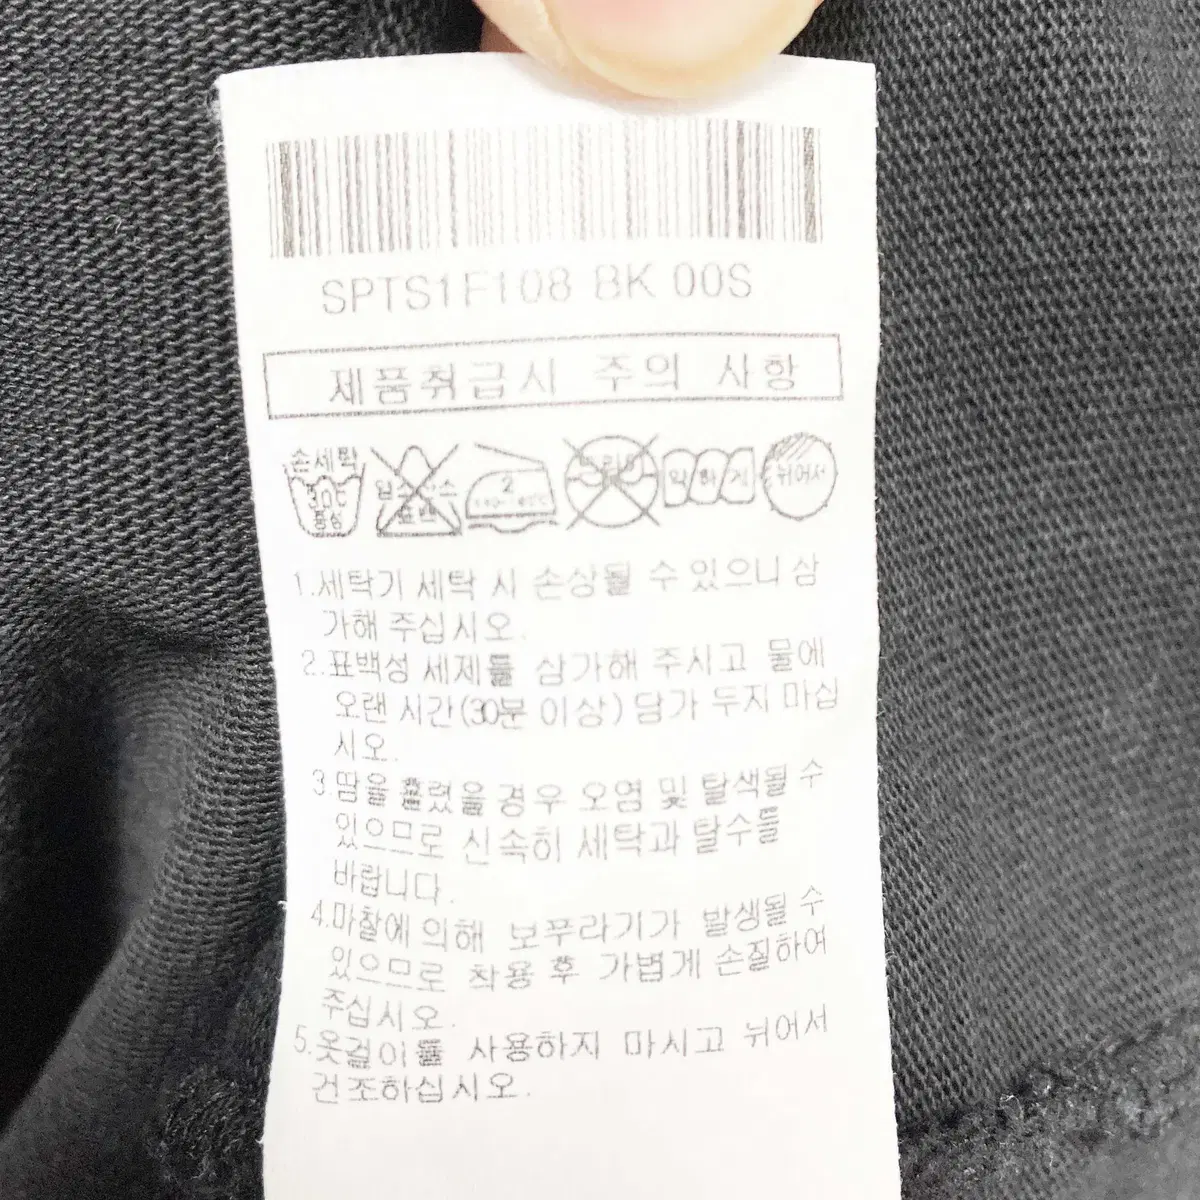 SPTS1F108 BK 00S
제품취급시 주의 사항
손세탁
30℃
중성
염소
표백
2
드라이
약하게
뉘어서
1.세탁기 세탁 시 손상될 수 있으니 삼
가해 주십시오.
2.표백성 세제를 삼가해 주시고 물에
오랜 시간(30분 이상) 담가 두지 마십
시오.
3.땀을 흘렸을 경우 오염 및 탈색될 수
있으므로 신속히 세탁과 탈수를
바랍니다.
4.마찰에 의해 보푸라기가 발생될 수
있으므로 착용 후 가볍게 손질하여
주십시오.
5.옷걸이를 사용하지 마시고 뉘어서
건조하십시오.